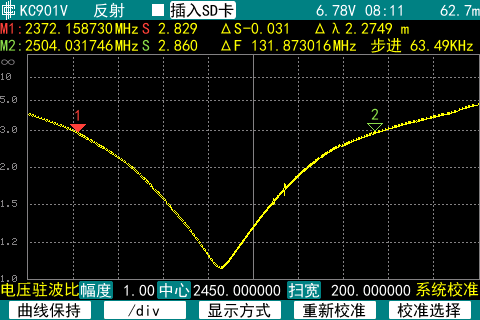 KC901V 反射 插入SD卡 6.78V 08:11 62.7m
M1:2372.158730MHz S 2.829 ΔS-0.031 Δλ2.2749 m
M2:2504.031746MHz S 2.860 ΔF 131.873016MHz 步进 63.49KHz
∞
10
5.0
1
2
3.0
2.0
1.5
1.2
1.0
电压驻波比 幅度 1.00 中心 2450.000000 扫宽 200.000000 系统校准
曲线保持 /div 显示方式 重新校准 校准选择